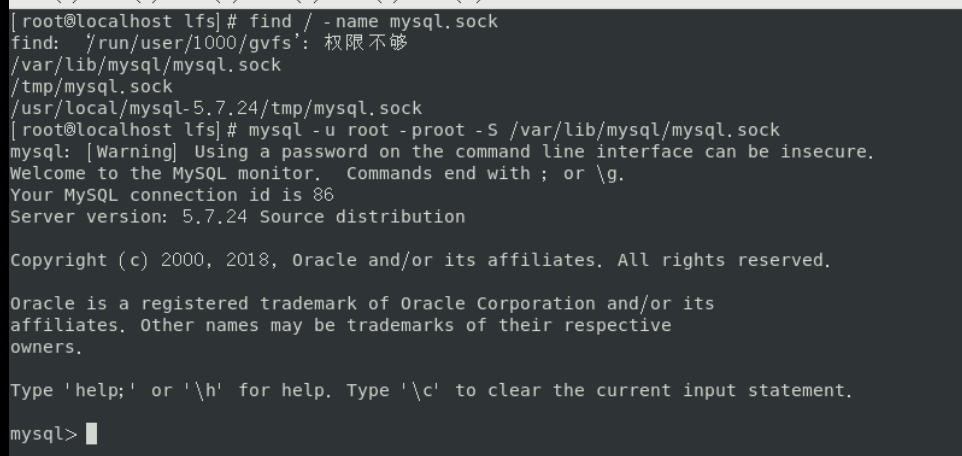 [root@localhost lfs]# find / -name mysql.sock
find: ‘/run/user/1000/gvfs’: 权限不够
/var/lib/mysql/mysql.sock
/tmp/mysql.sock
/usr/local/mysql-5.7.24/tmp/mysql.sock
[root@localhost lfs]# mysql -u root -proot -S /var/lib/mysql/mysql.sock
mysql: [Warning] Using a password on the command line interface can be insecure.
Welcome to the MySQL monitor.  Commands end with ; or \g.
Your MySQL connection id is 86
Server version: 5.7.24 Source distribution
Copyright (c) 2000, 2018, Oracle and/or its affiliates. All rights reserved.
Oracle is a registered trademark of Oracle Corporation and/or its
affiliates. Other names may be trademarks of their respective
owners.
Type 'help;' or '\h' for help. Type '\c' to clear the current input statement.
mysql>